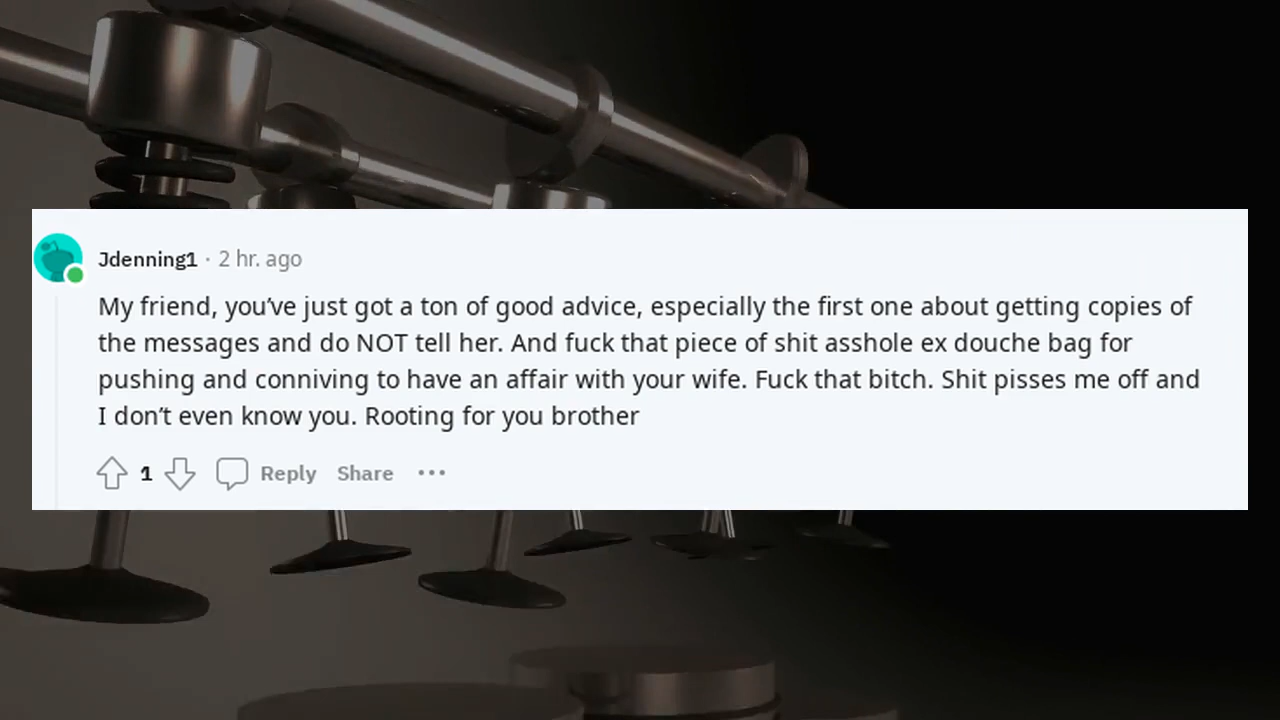 Jdenning1 · 2 hr. ago
My friend, you’ve just got a ton of good advice, especially the first one about getting copies of
the messages and do NOT tell her. And fuck that piece of shit asshole ex douche bag for
pushing and conniving to have an affair with your wife. Fuck that bitch. Shit pisses me off and
I don’t even know you. Rooting for you brother
1 Reply Share ···